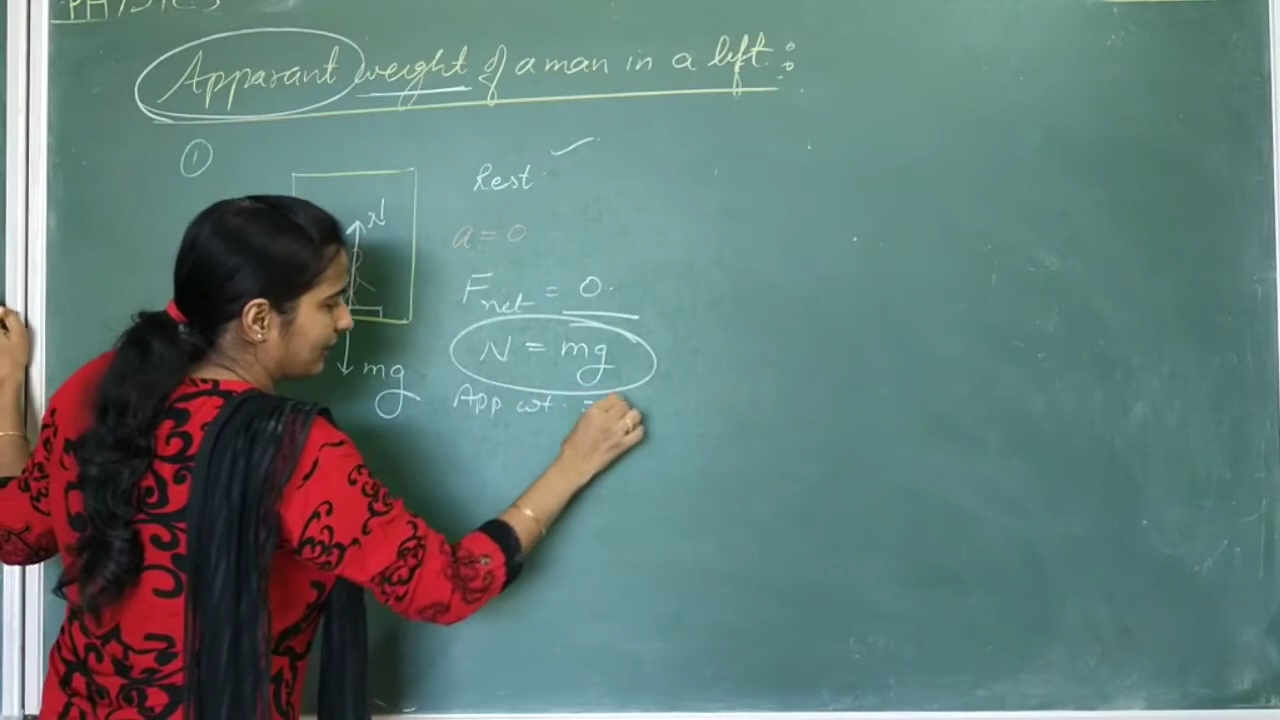 PHYSICS
Apparant weight of a man in a lift :
①
Rest
N
a = 0
Fnet = 0.
N = mg
mg
App wt. =